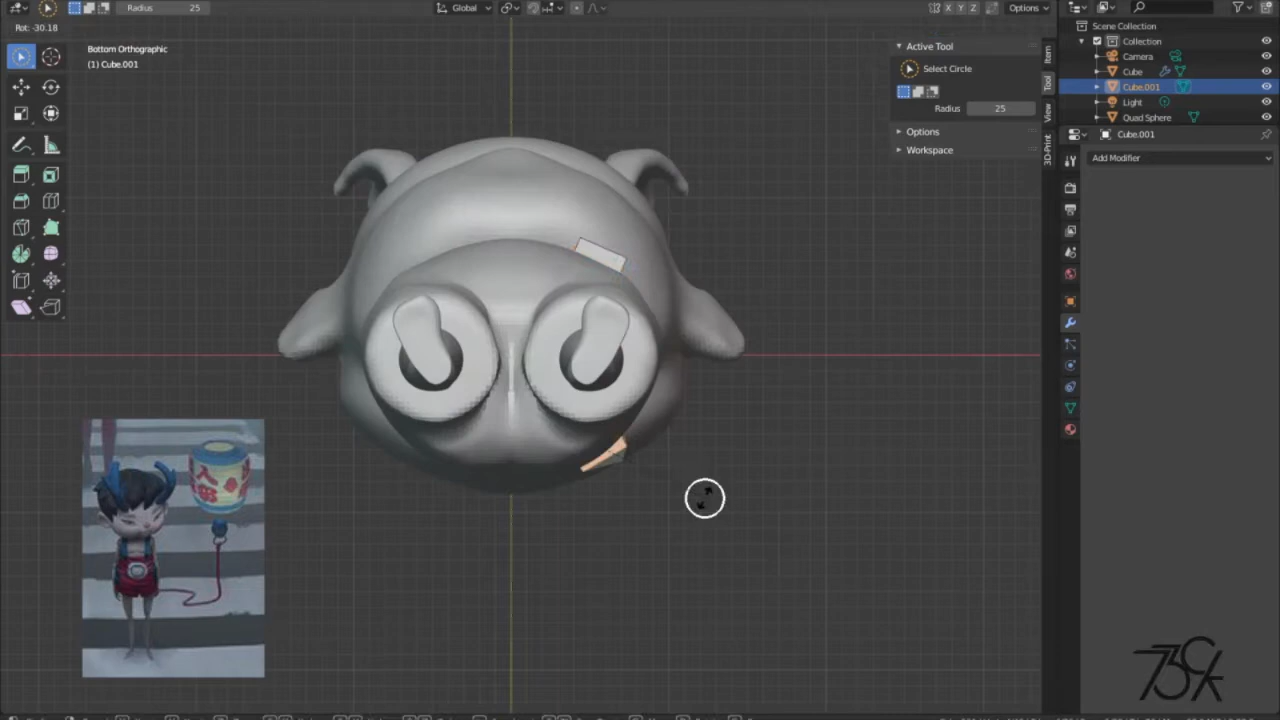 Radius 25
Global
X Y Z
Options
Rot: -30.18
Bottom Orthographic
(1) Cube.001
Active Tool
Select Circle
Radius 25
Options
Workspace
Item
Tool
View
3D-Print
Scene Collection
Collection
Camera
Cube
Cube.001
Light
Quad Sphere
Cube.001
Add Modifier